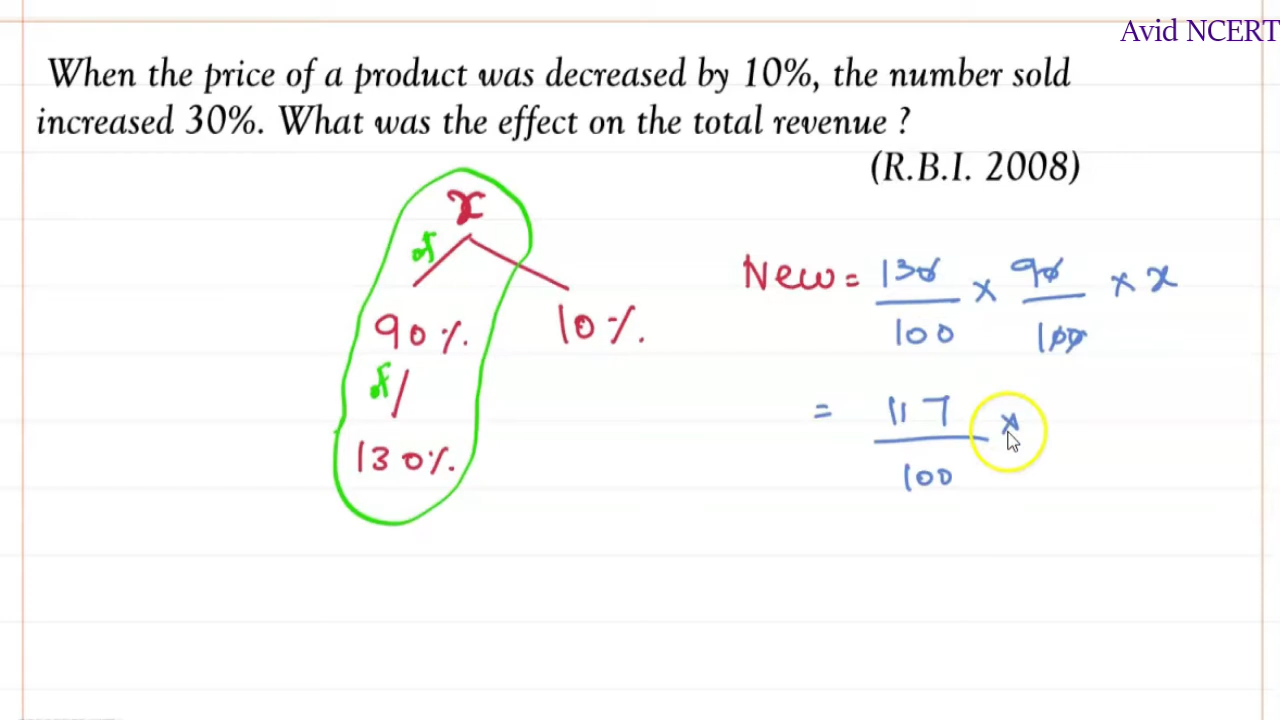 Avid NCERT
When the price of a product was decreased by 10%, the number sold
increased 30%. What was the effect on the total revenue ?
(R.B.I. 2008)
x
of
90%. 10%.
of
130%.
New = 130/100 × 90/100 × x
= 117/100 ×